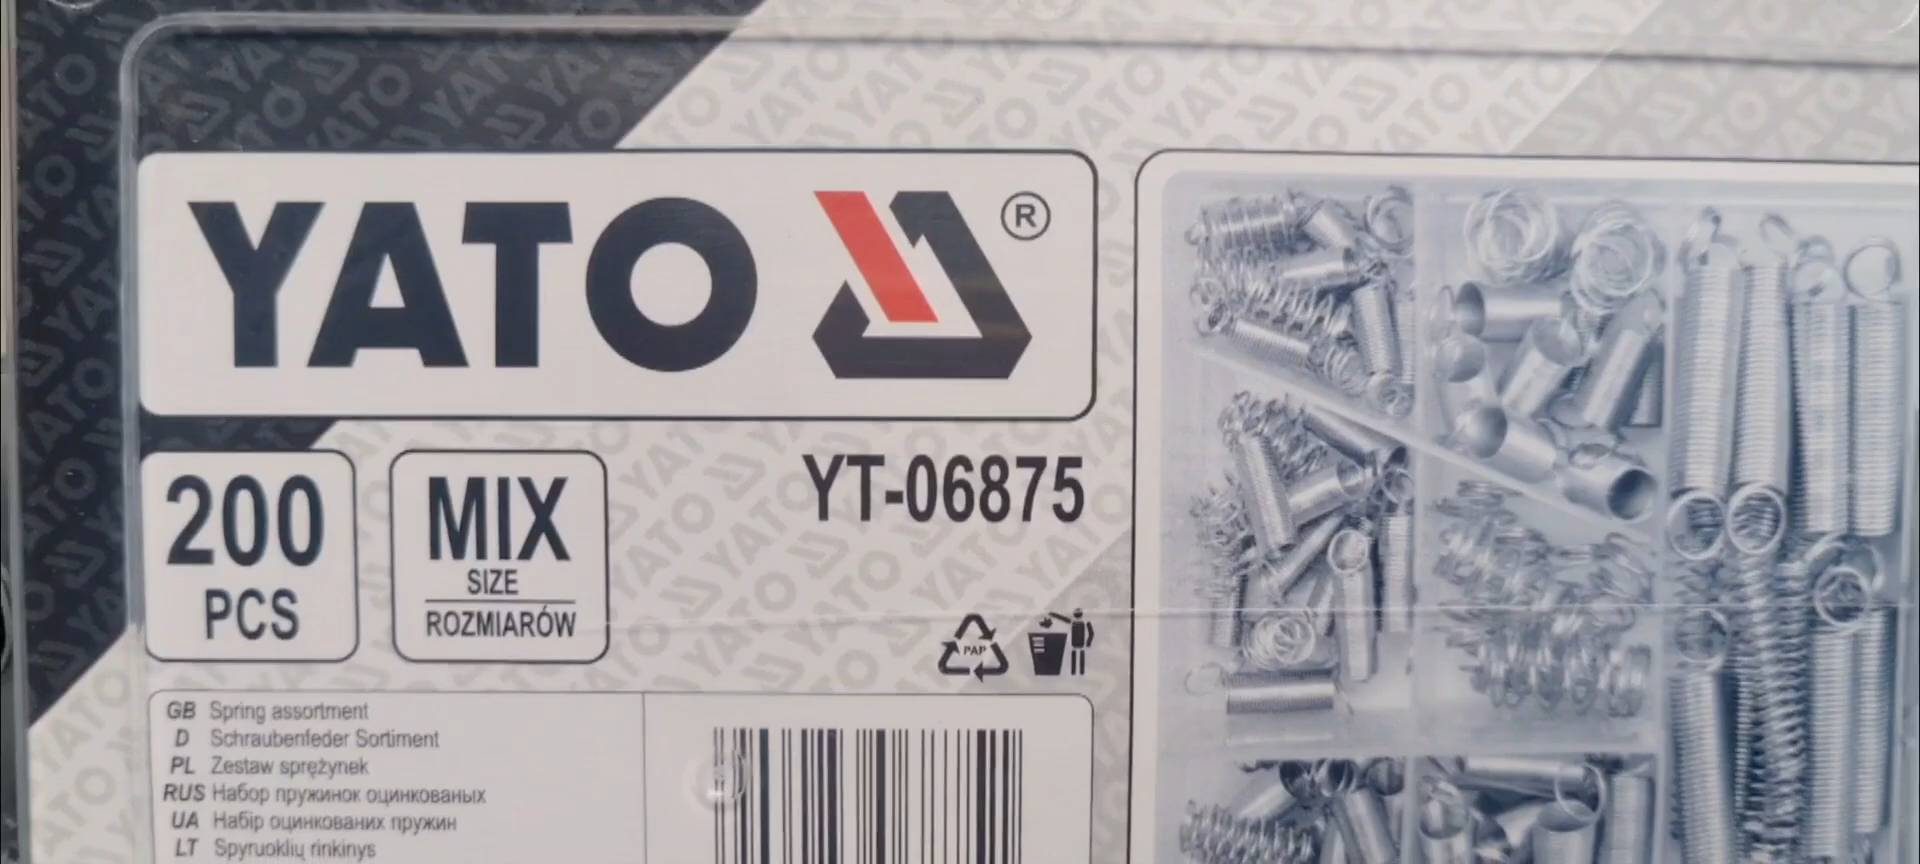 YATO ®
200
PCS
MIX
SIZE
ROZMIARÓW
YT-06875
PAP
GB Spring assortment
D Schraubenfeder Sortiment
PL Zestaw sprężynek
RUS Набор пружинок оцинкованых
UA Набір оцинкованих пружин
LT Spyruoklių rinkinys